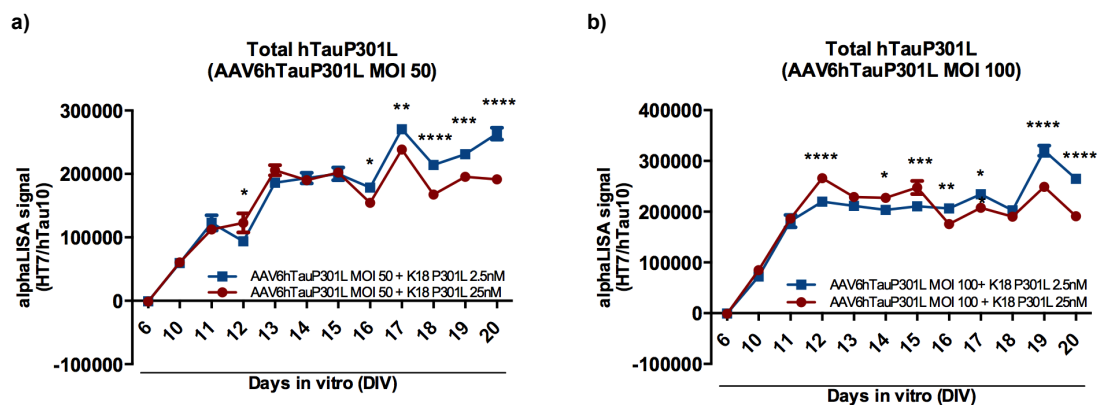 a)
Total hTauP301L
(AAV6hTauP301L MOI 50)
alphaLISA signal
(HT7/hTau10)
300000
200000
100000
0
-100000
* * ** **** *** ****
AAV6hTauP301L MOI 50 + K18 P301L 2.5nM
AAV6hTauP301L MOI 50 + K18 P301L 25nM
6 10 11 12 13 14 15 16 17 18 19 20
Days in vitro (DIV)
b)
Total hTauP301L
(AAV6hTauP301L MOI 100)
alphaLISA signal
(HT7/hTau10)
400000
300000
200000
100000
0
-100000
**** * *** ** * * **** ****
AAV6hTauP301L MOI 100+ K18 P301L 2.5nM
AAV6hTauP301L MOI 100 + K18 P301L 25nM
6 10 11 12 13 14 15 16 17 18 19 20
Days in vitro (DIV)